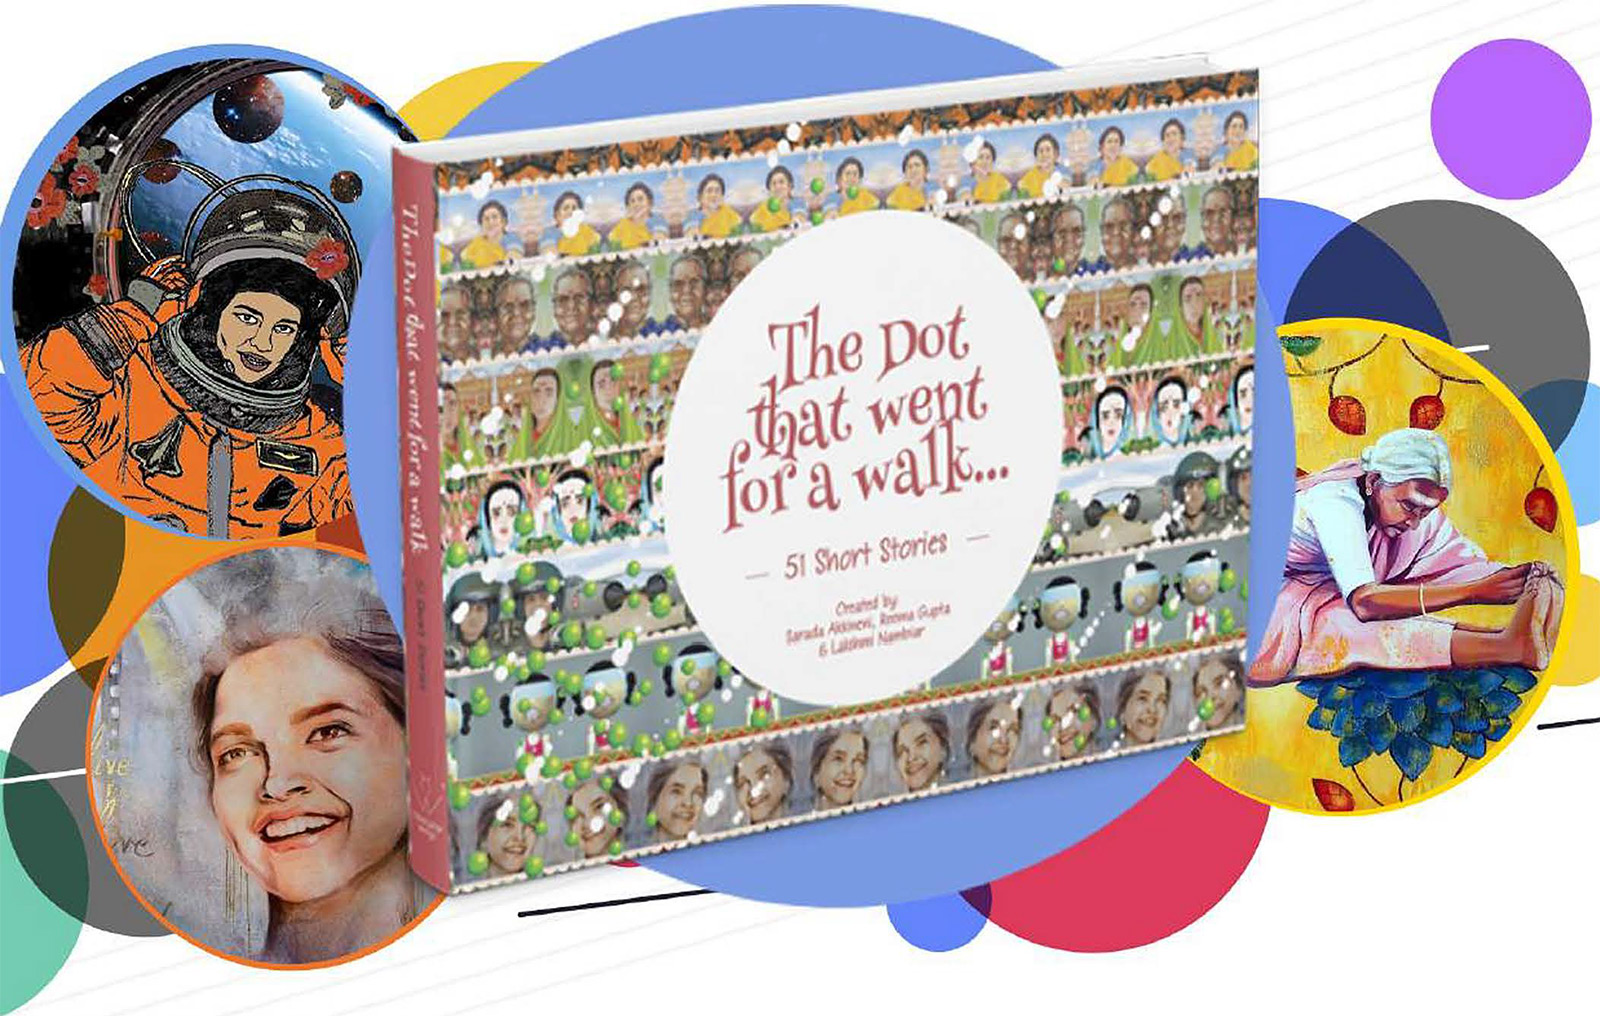 The Dot
that went
for a walk...
51 Short Stories
Created by:
Sarada Akkineni, Reema Gupta
& Lakshmi Nambiar
The Dot that went for a walk
51 Short Stories